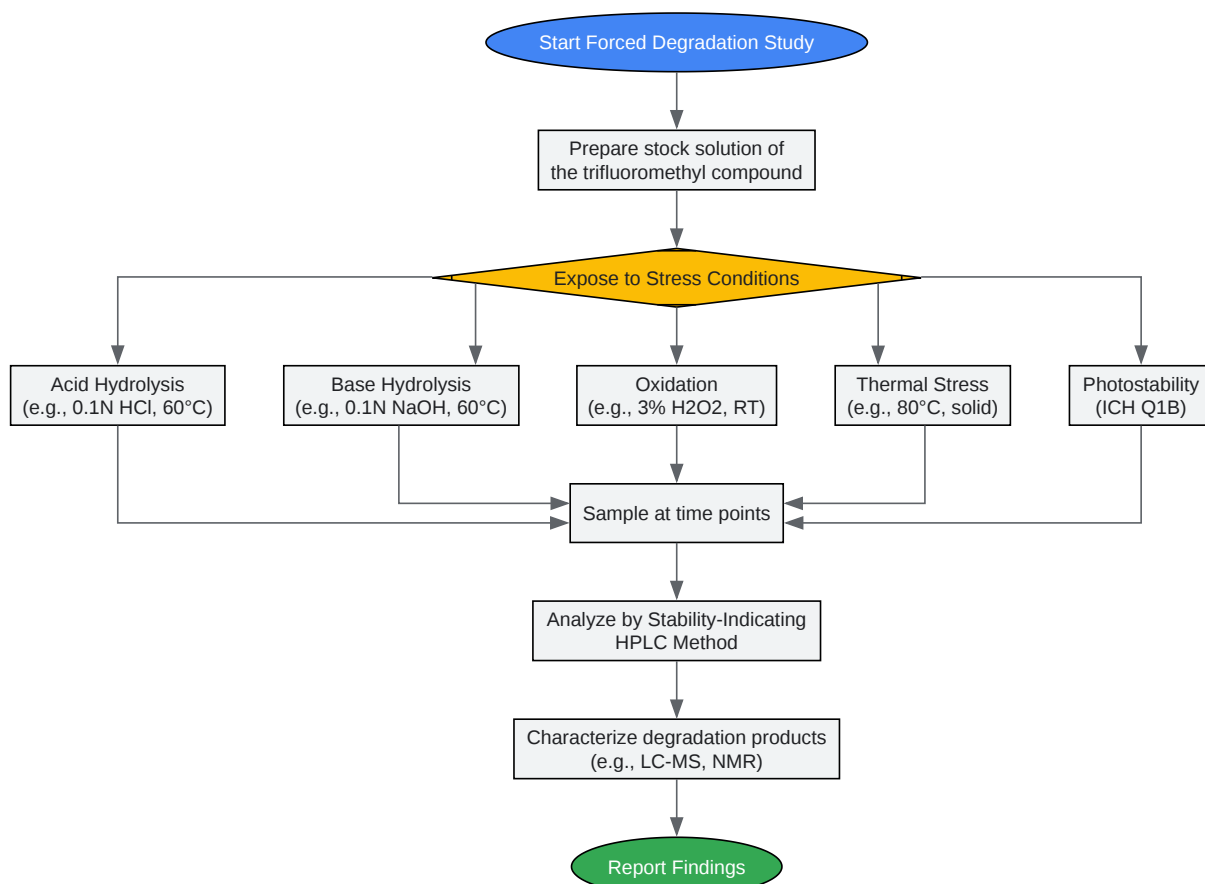 Start Forced Degradation Study
Prepare stock solution of
the trifluoromethyl compound
Expose to Stress Conditions
Acid Hydrolysis
(e.g., 0.1N HCl, 60°C)
Base Hydrolysis
(e.g., 0.1N NaOH, 60°C)
Oxidation
(e.g., 3% H2O2, RT)
Thermal Stress
(e.g., 80°C, solid)
Photostability
(ICH Q1B)
Sample at time points
Analyze by Stability-Indicating
HPLC Method
Characterize degradation products
(e.g., LC-MS, NMR)
Report Findings